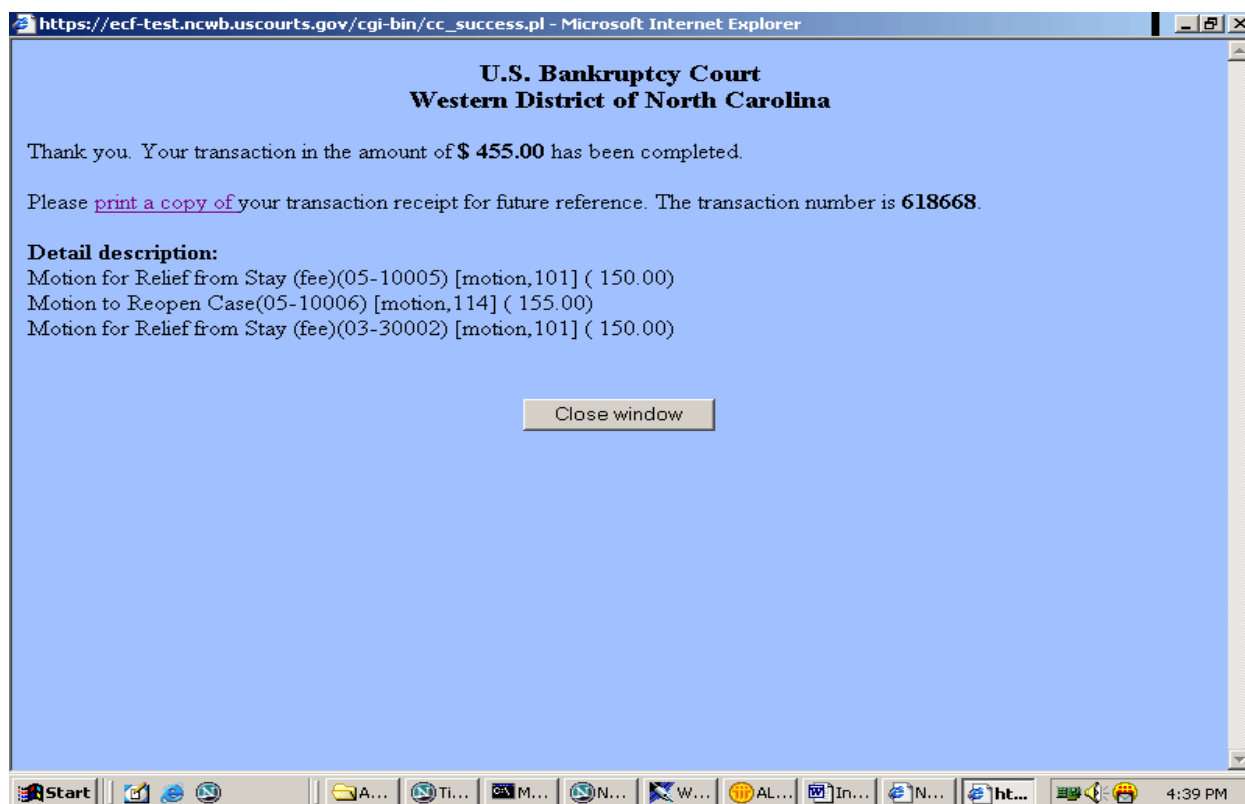 https://ecf-test.ncwb.uscourts.gov/cgi-bin/cc_success.pl - Microsoft Internet Explorer
U.S. Bankruptcy Court
Western District of North Carolina
Thank you. Your transaction in the amount of $ 455.00 has been completed.
Please print a copy of your transaction receipt for future reference. The transaction number is 618668.
Detail description:
Motion for Relief from Stay (fee)(05-10005) [motion,101] ( 150.00)
Motion to Reopen Case(05-10006) [motion,114] ( 155.00)
Motion for Relief from Stay (fee)(03-30002) [motion,101] ( 150.00)
Close window
Start A... Ti... M... N... W... AL... In... N... ht... 4:39 PM